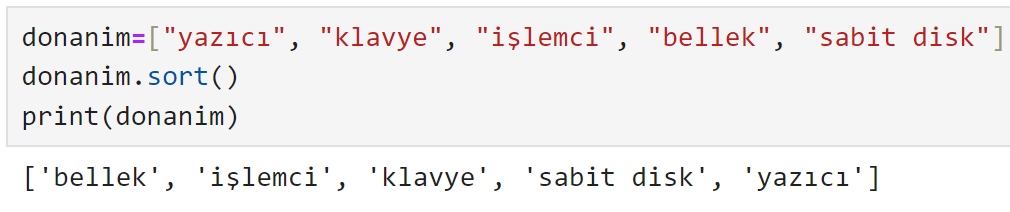 donanim=["yazıcı", "klavye", "işlemci", "bellek", "sabit disk"]
donanim.sort()
print(donanim)
['bellek', 'işlemci', 'klavye', 'sabit disk', 'yazıcı']